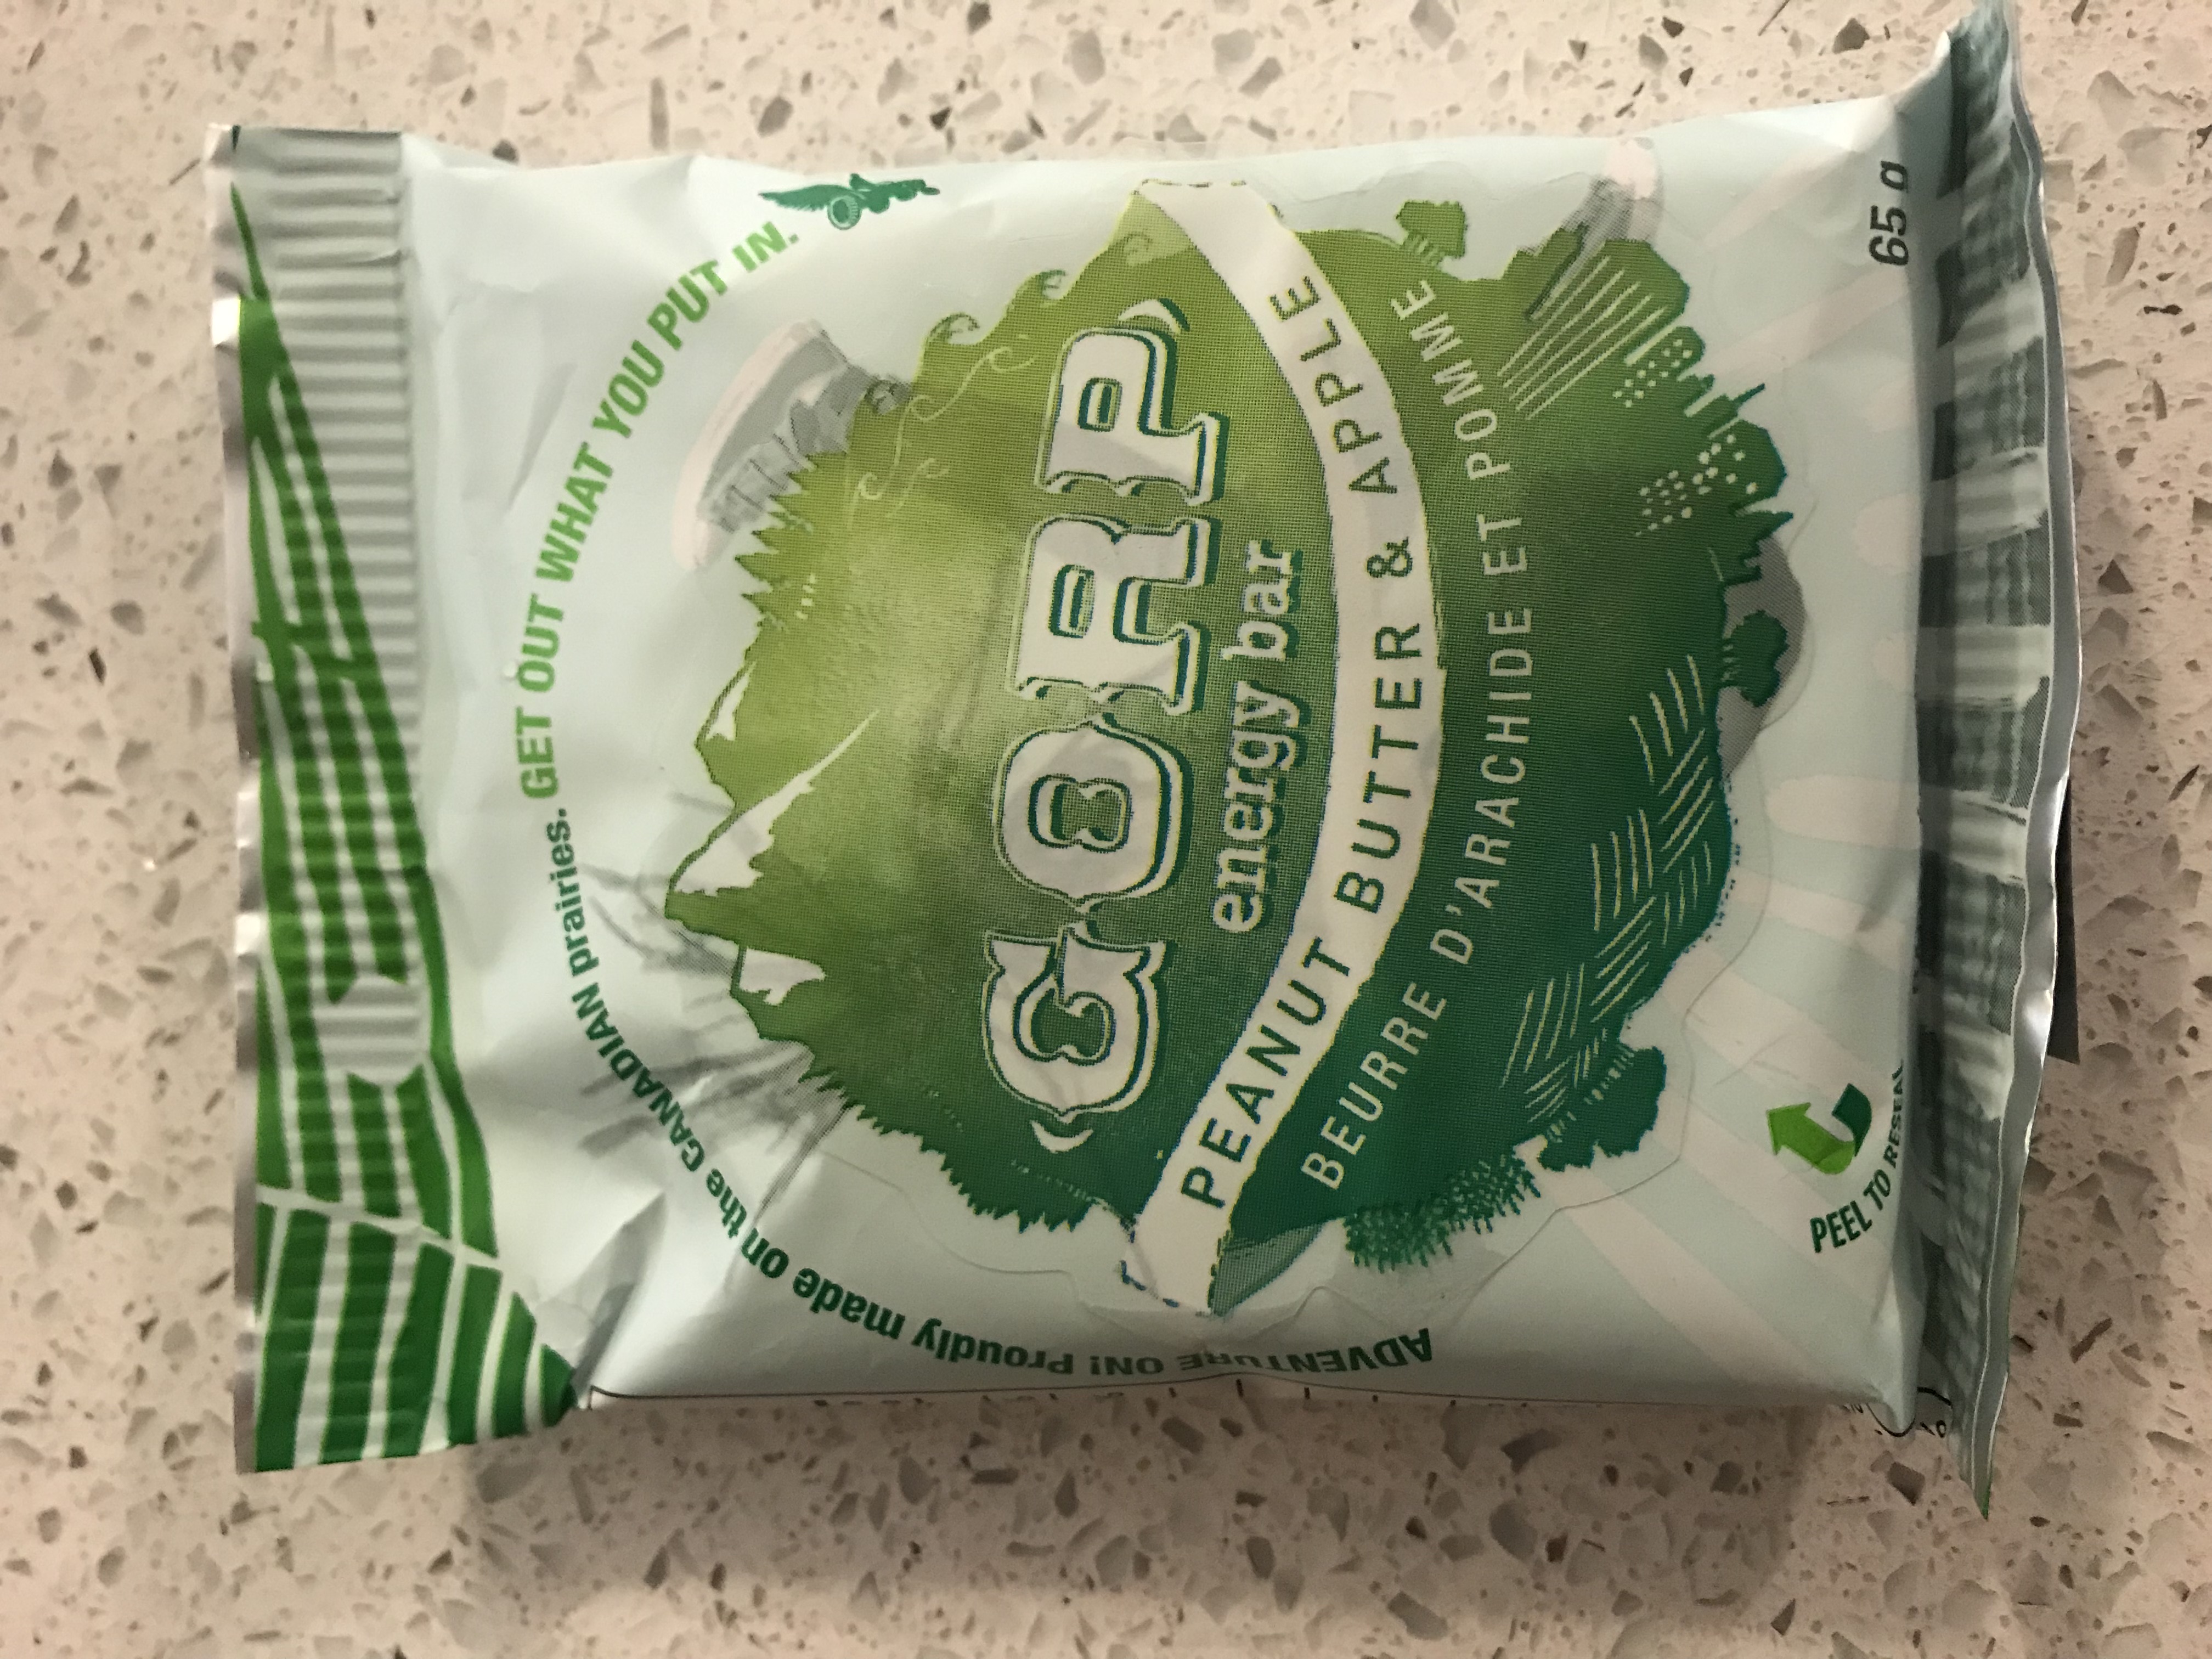 ADVENTURE ON! Proudly made on the CANADIAN prairies. GET OUT WHAT YOU PUT IN.
GORP
energy bar
PEANUT BUTTER & APPLE
BEURRE D'ARACHIDE ET POMME
PEEL TO RESEAL
65 g